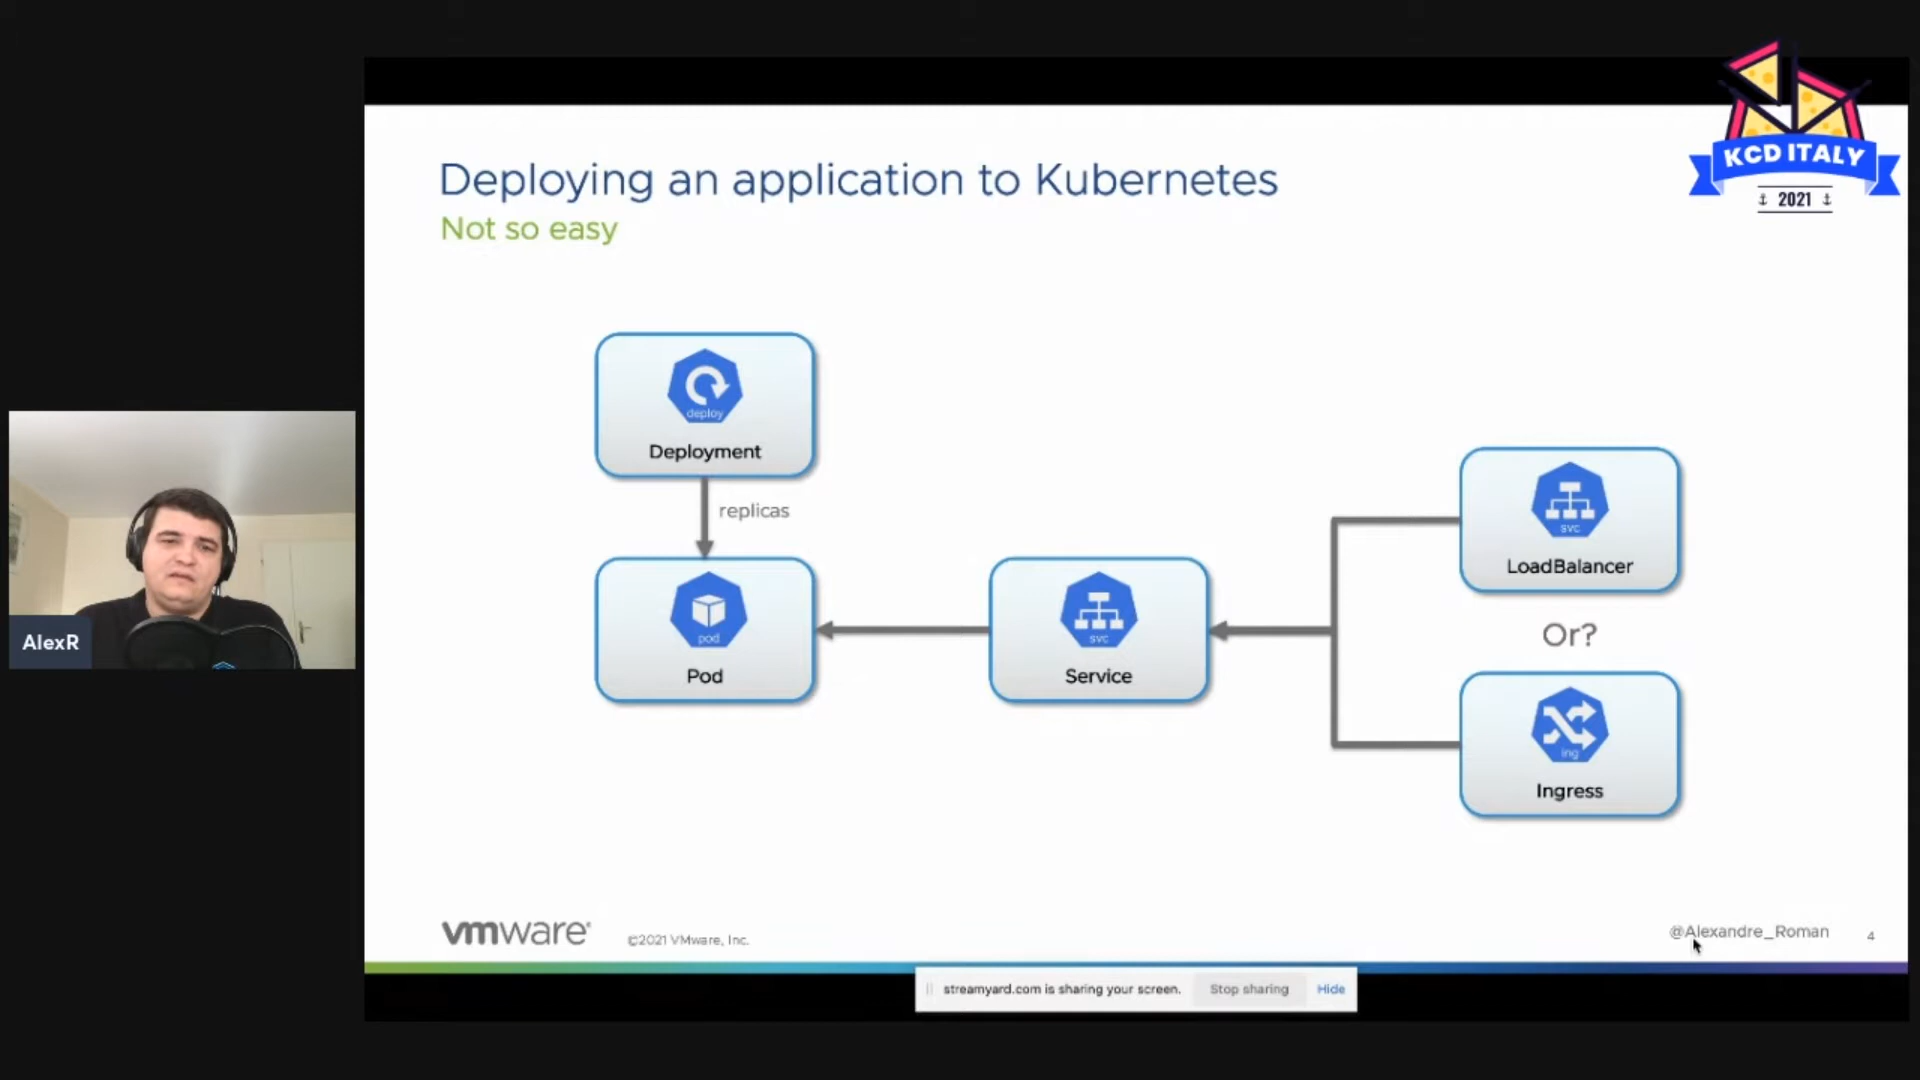 KCD ITALY
2021
Deploying an application to Kubernetes
Not so easy
deploy
Deployment
replicas
pod
Pod
svc
Service
svc
LoadBalancer
Or?
ing
Ingress
AlexR
vmware®
©2021 VMware, Inc.
@Alexandre_Roman
4
streamyard.com is sharing your screen.
Stop sharing
Hide